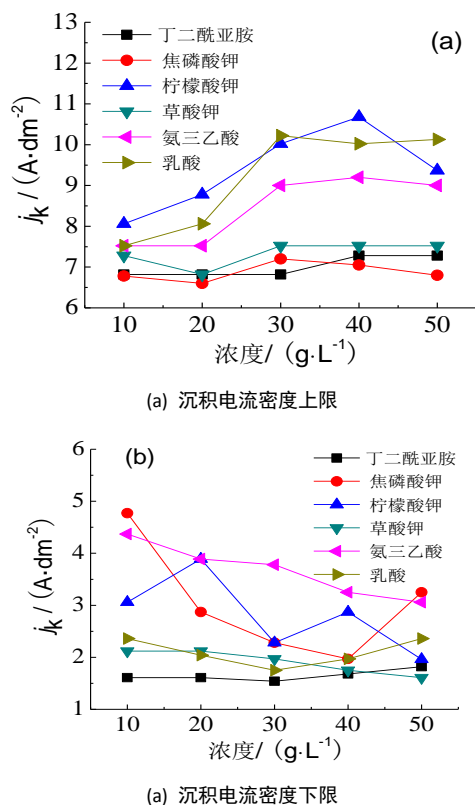 (a)
丁二酰亚胺
焦磷酸钾
柠檬酸钾
草酸钾
氨三乙酸
乳酸
13
12
11
10
9
8
7
6
j_k / (A·dm⁻²)
10 20 30 40 50
浓度/（g·L⁻¹）
(a) 沉积电流密度上限
(b)
丁二酰亚胺
焦磷酸钾
柠檬酸钾
草酸钾
氨三乙酸
乳酸
6
5
4
3
2
1
j_k / (A·dm⁻²)
10 20 30 40 50
浓度/（g·L⁻¹）
(a) 沉积电流密度下限